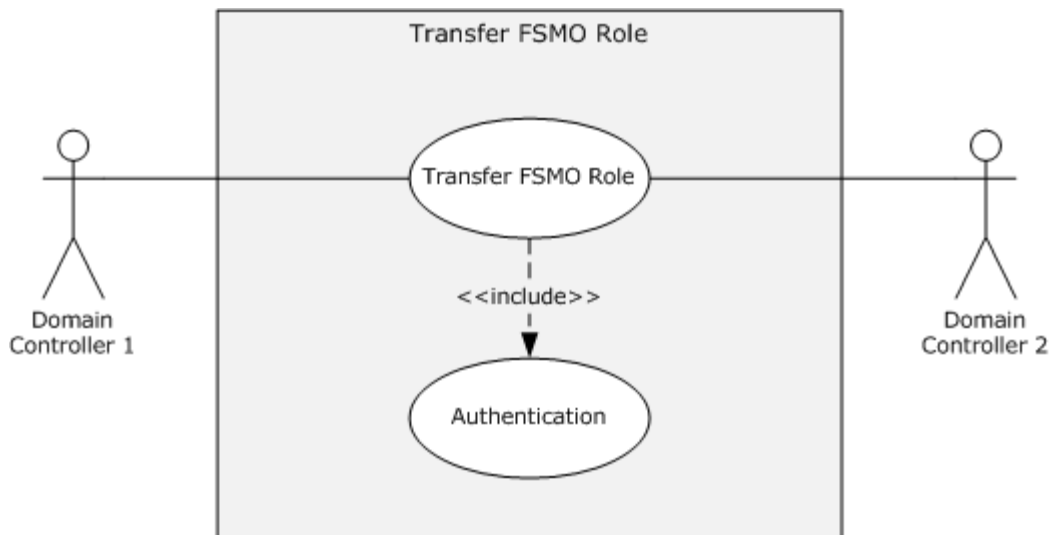 Transfer FSMO Role
Transfer FSMO Role
<<include>>
Domain
Controller 1
Domain
Controller 2
Authentication